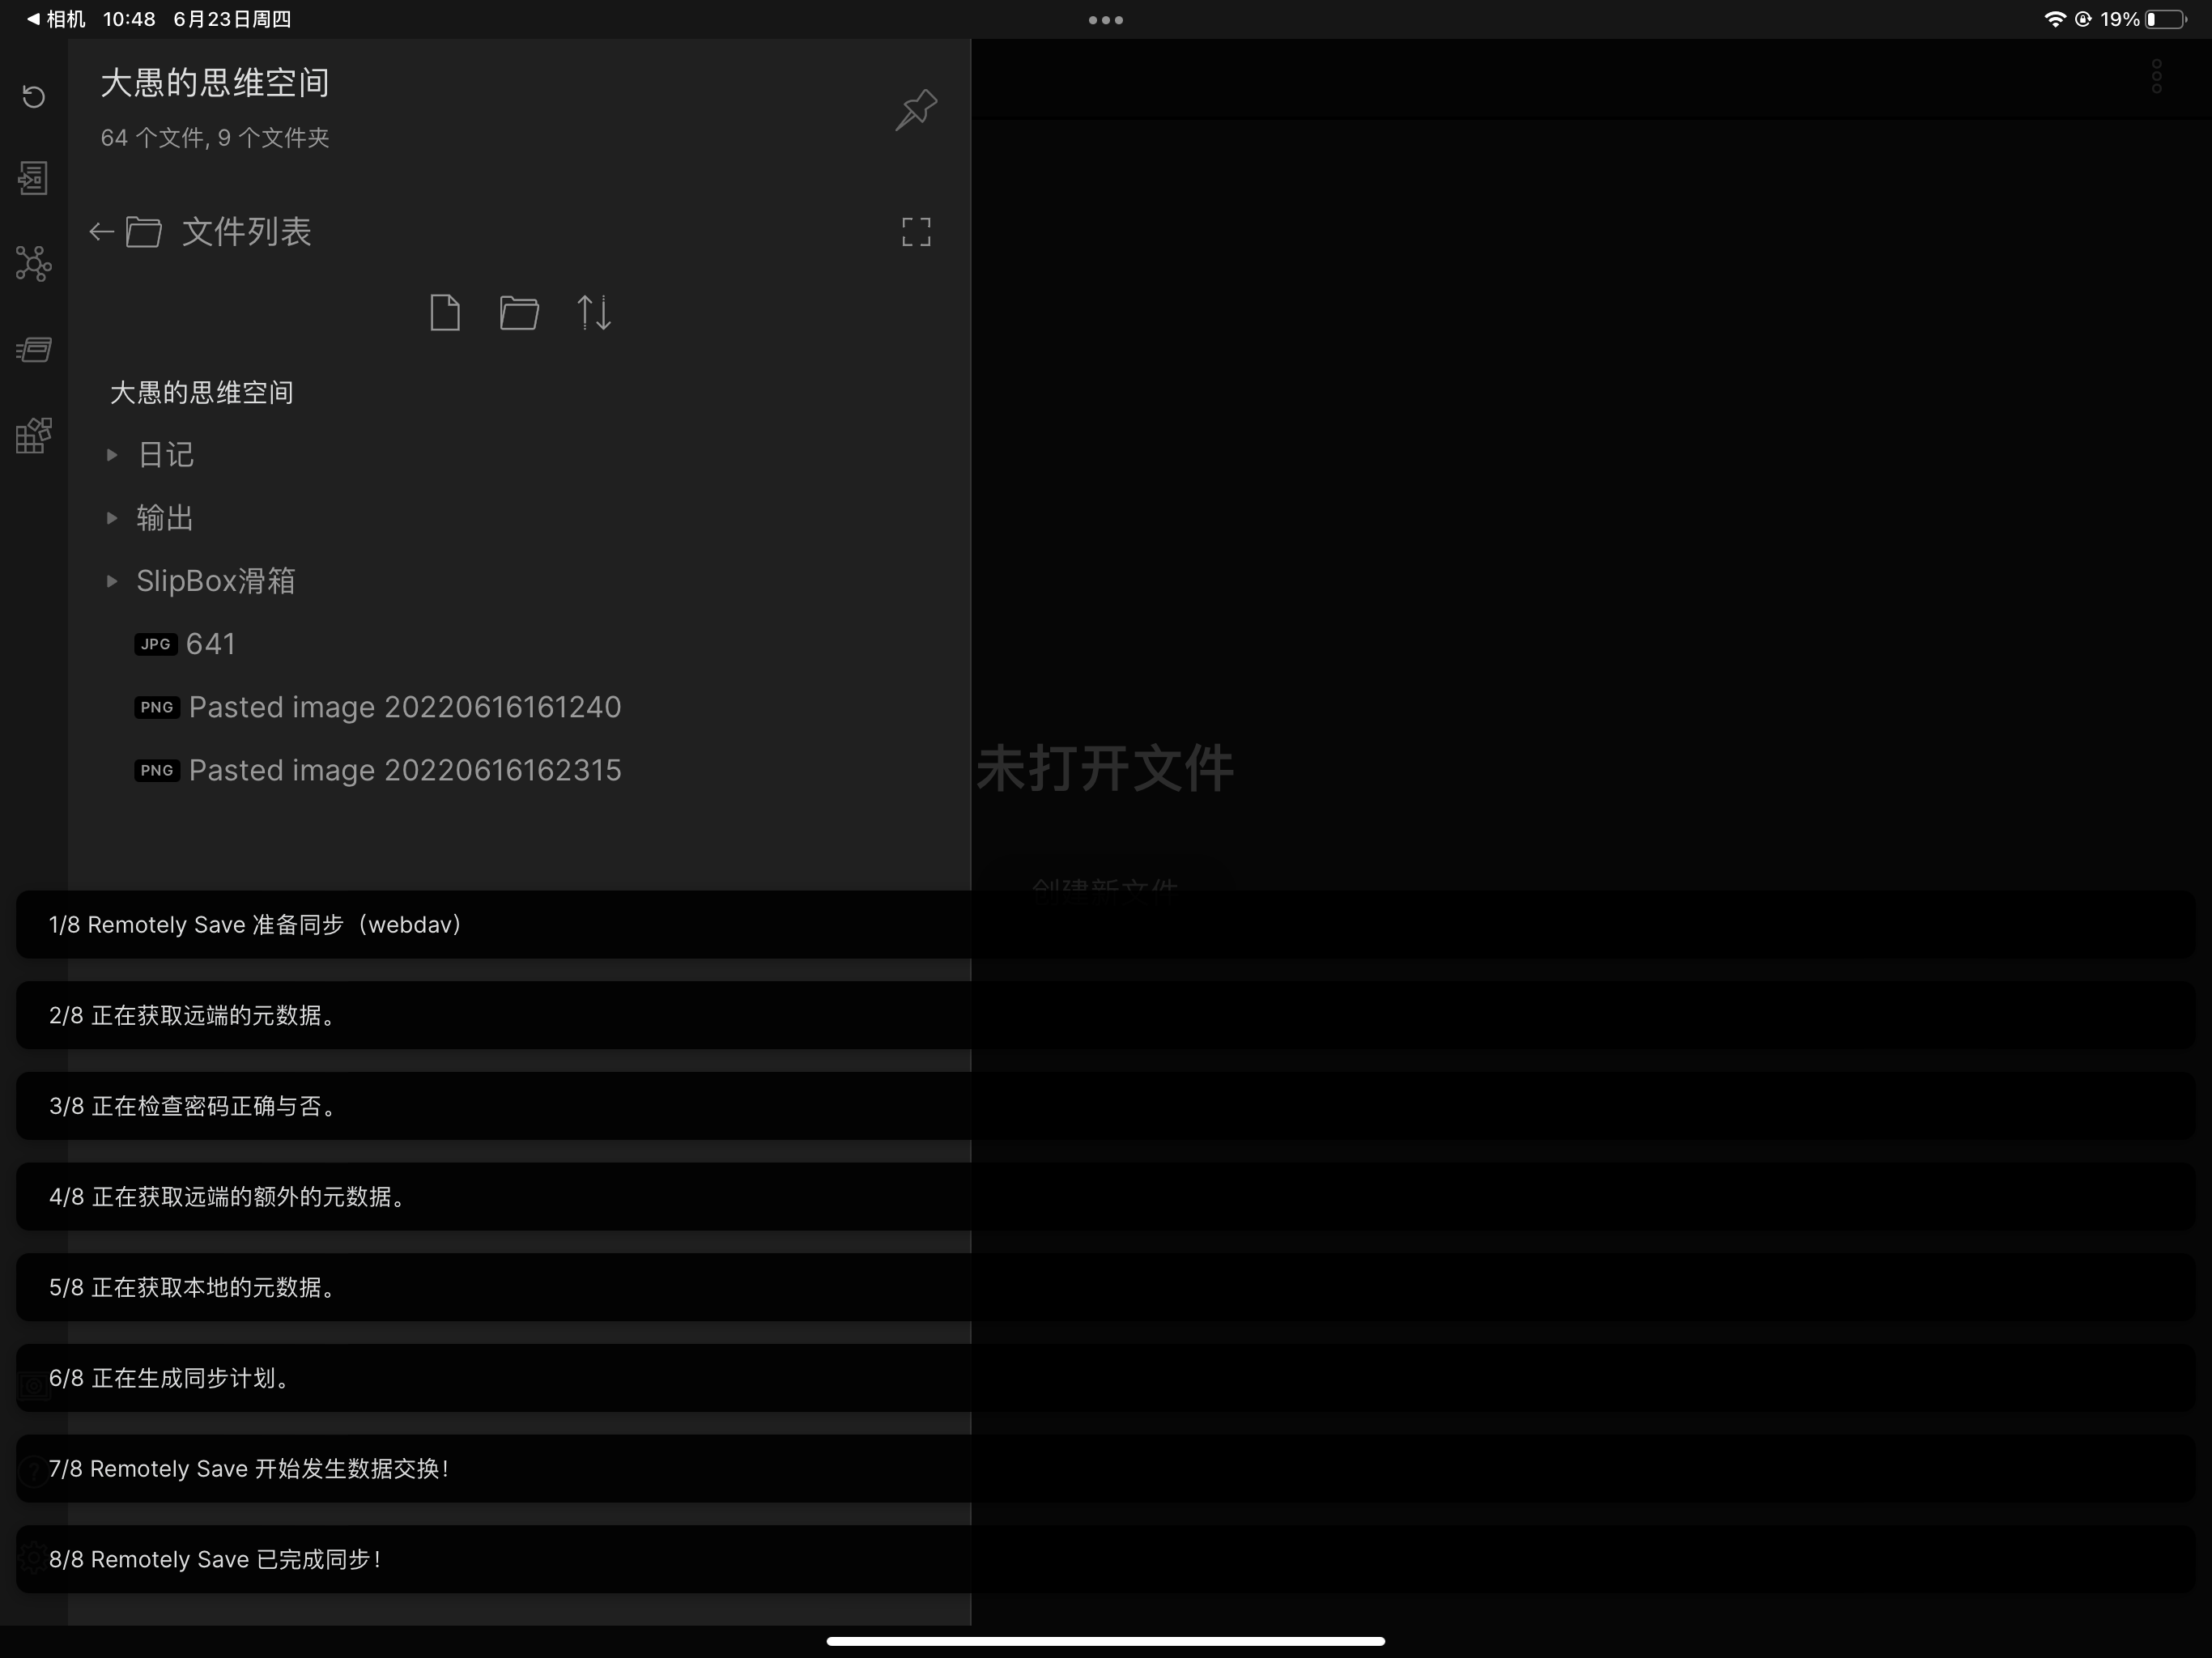 ◀ 相机 10:48 6月23日周四
19%
大愚的思维空间
64 个文件, 9 个文件夹
文件列表
大愚的思维空间
日记
输出
SlipBox滑箱
JPG 641
PNG Pasted image 20220616161240
PNG Pasted image 20220616162315
未打开文件
创建新文件
1/8 Remotely Save 准备同步（webdav）
2/8 正在获取远端的元数据。
3/8 正在检查密码正确与否。
4/8 正在获取远端的额外的元数据。
5/8 正在获取本地的元数据。
6/8 正在生成同步计划。
7/8 Remotely Save 开始发生数据交换！
8/8 Remotely Save 已完成同步！